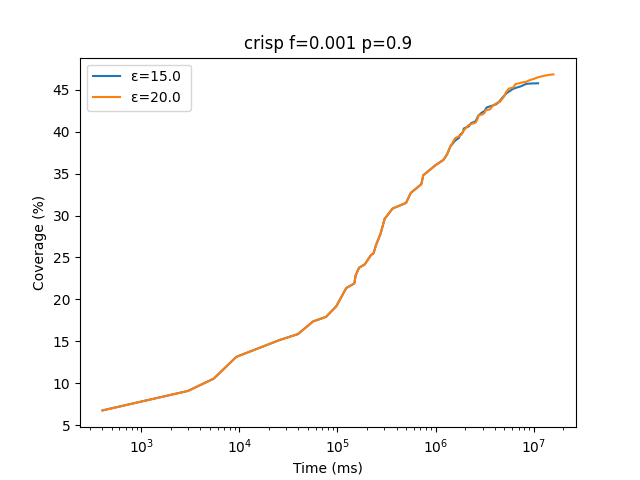 crisp f=0.001 p=0.9
ε=15.0
ε=20.0
Coverage (%)
45
40
35
30
25
20
15
10
5
10³ 10⁴ 10⁵ 10⁶ 10⁷
Time (ms)